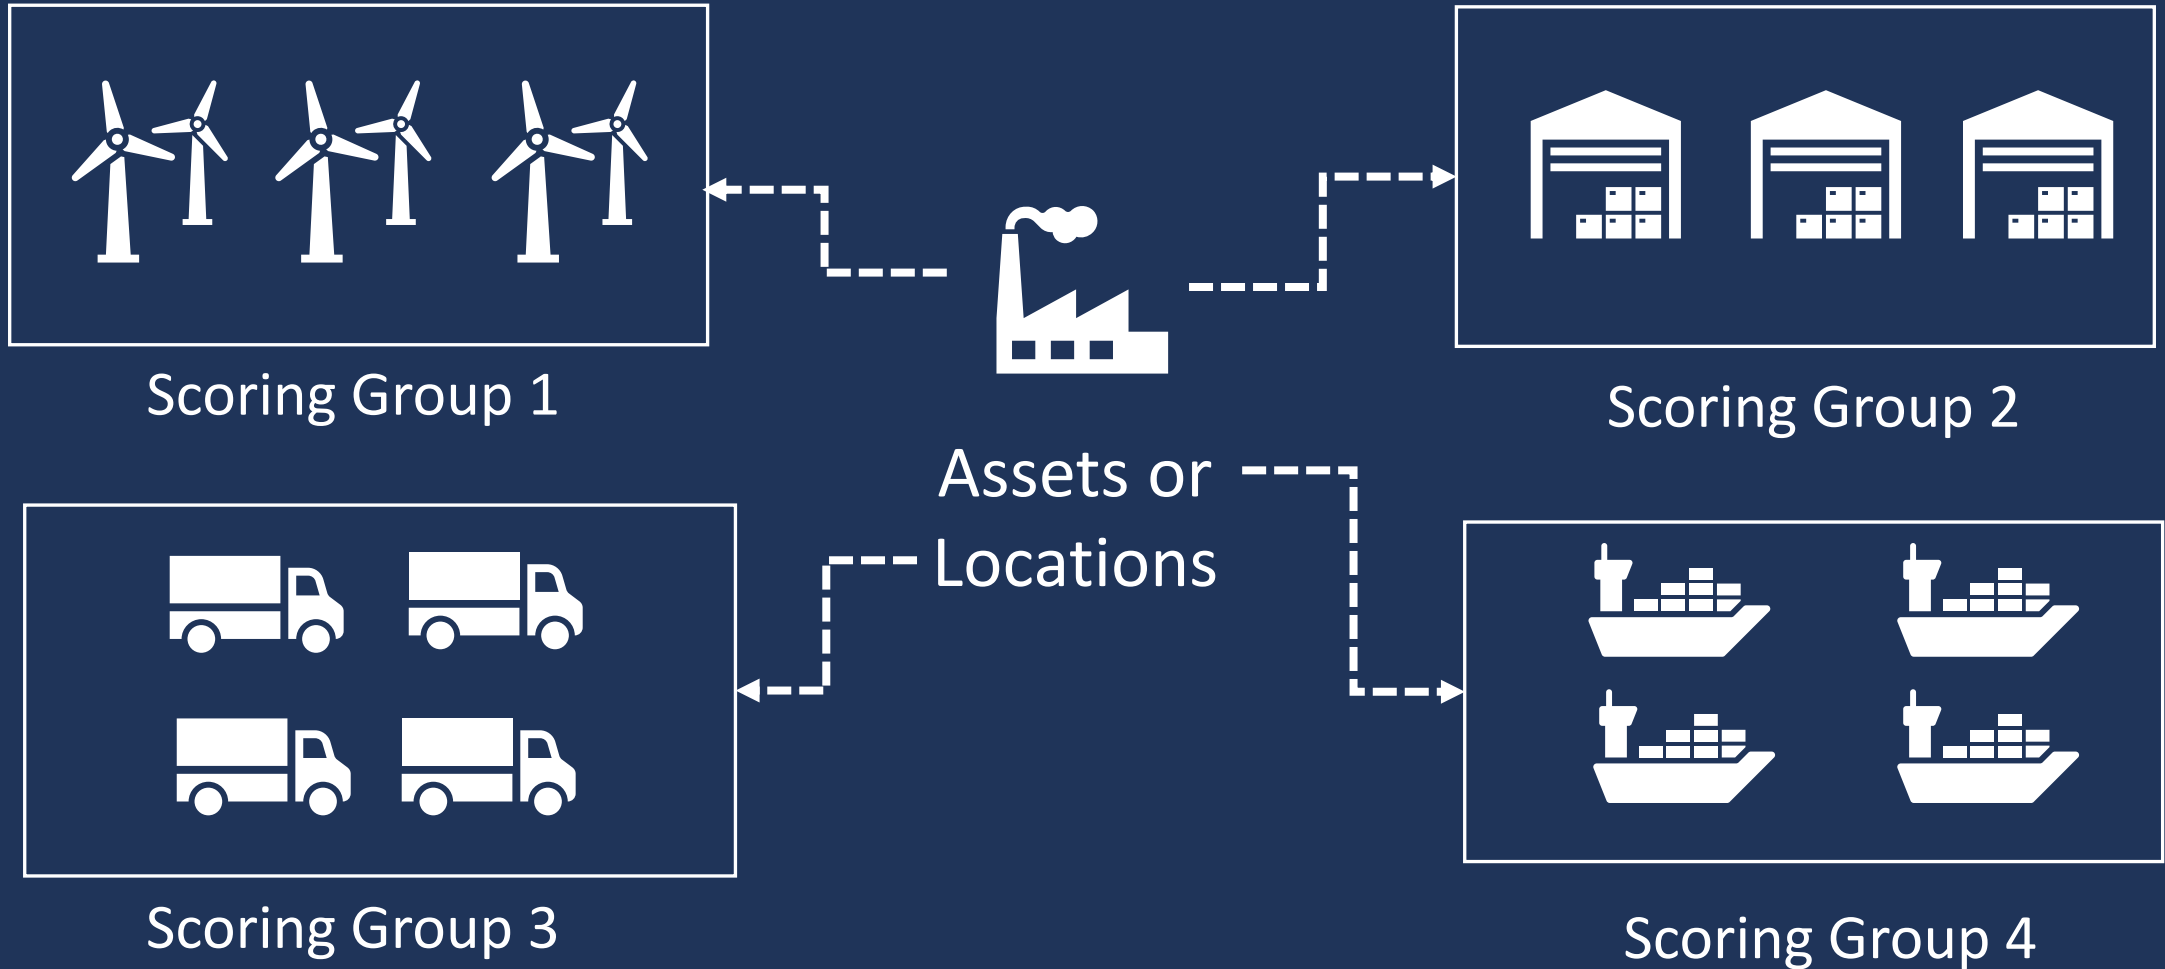 Scoring Group 1
Scoring Group 2
Assets or
Locations
Scoring Group 3
Scoring Group 4